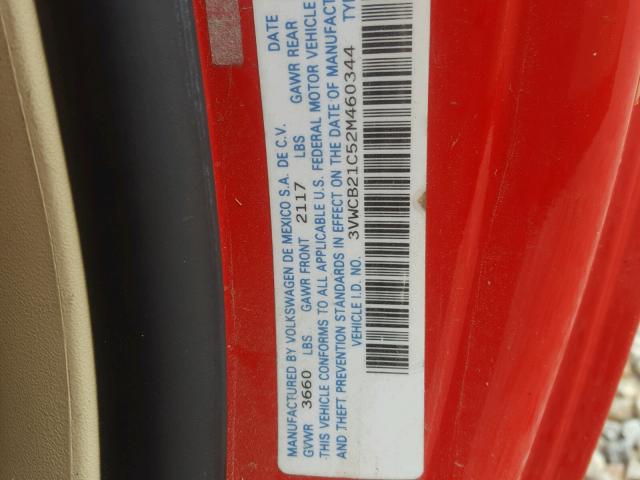 MANUFACTURED BY VOLKSWAGEN DE MEXICO S.A. DE C.V. DATE
GVWR 3660 LBS GAWR FRONT 2117 LBS GAWR REAR
THIS VEHICLE CONFORMS TO ALL APPLICABLE U.S. FEDERAL MOTOR VEHICLE
AND THEFT PREVENTION STANDARDS IN EFFECT ON THE DATE OF MANUFACT
VEHICLE I.D. NO. 3VWCB21C52M460344 TYP